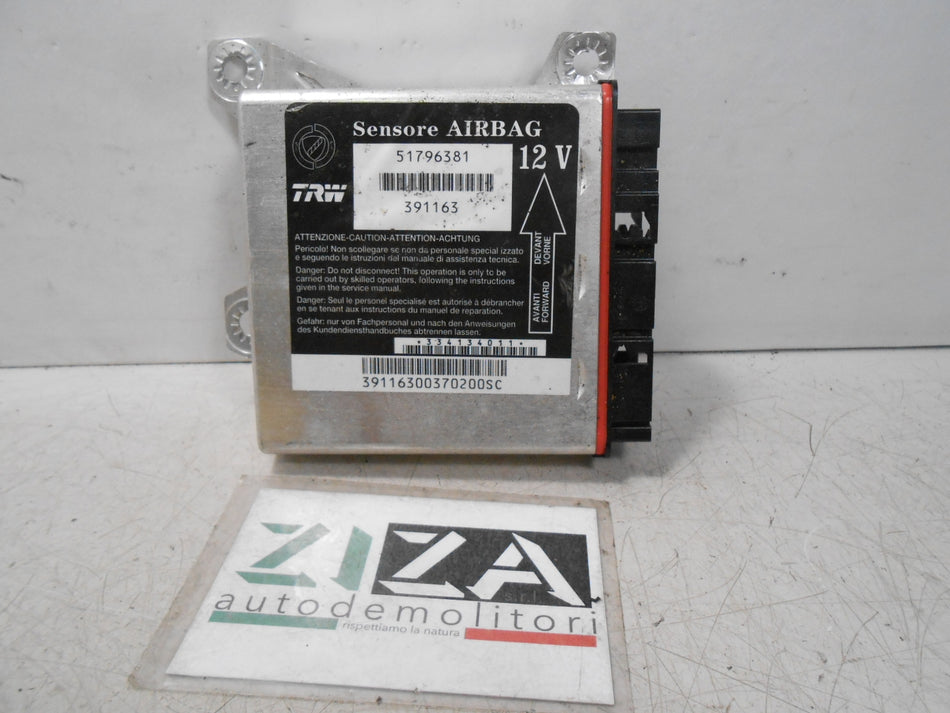 Sensore AIRBAG
51796381
12 V
TRW
391163
ATTENZIONE-CAUTION-ATTENTION-ACHTUNG
Pericolo! Non scollegare se non da personale specializzato
e seguendo le istruzioni del manuale di assistenza tecnica.
Danger: Do not disconnect! This operation is only to be
carried out by skilled operators, following the instructions
given in the service manual.
Danger: Seul le personel specialisé est autorisé à débrancher
en se tenant aux instructions du manuel de reparation.
Gefahr: nur von Fachpersonal und nach den Anweisungen
des Kundendiensthandbuches abtrennen lassen.
AVANTI DEVANT
FORWARD VORNE
*334134011*
39116300370200SC
ZIZA
s.r.l.
autodemolitori
rispettiamo la natura